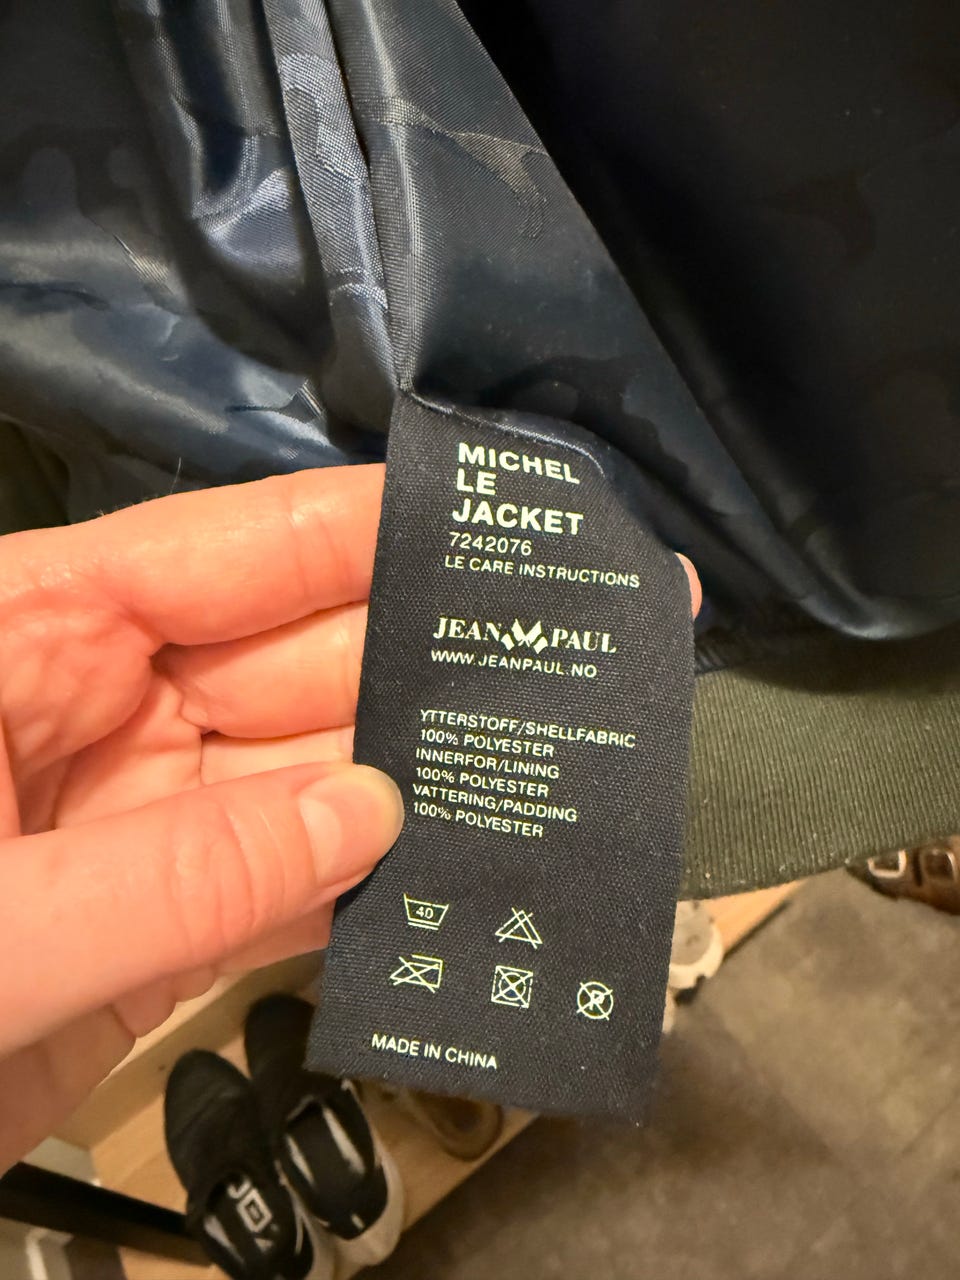 MICHEL
LE
JACKET
7242076
LE CARE INSTRUCTIONS
JEAN PAUL
WWW.JEANPAUL.NO
YTTERSTOFF/SHELLFABRIC
100% POLYESTER
INNERFOR/LINING
100% POLYESTER
VATTERING/PADDING
100% POLYESTER
40
P
MADE IN CHINA